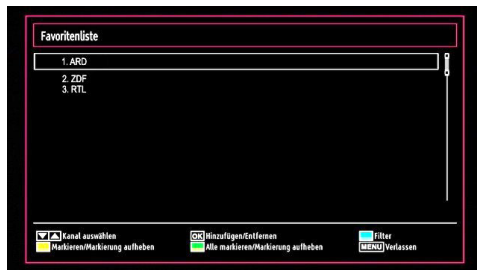 Favoritenliste
1. ARD
2. ZDF
3. RTL
Kanal auswählen OK Hinzufügen/Entfernen Filter
Markieren/Markierung aufheben Alle markieren/Markierung aufheben MENU Verlassen